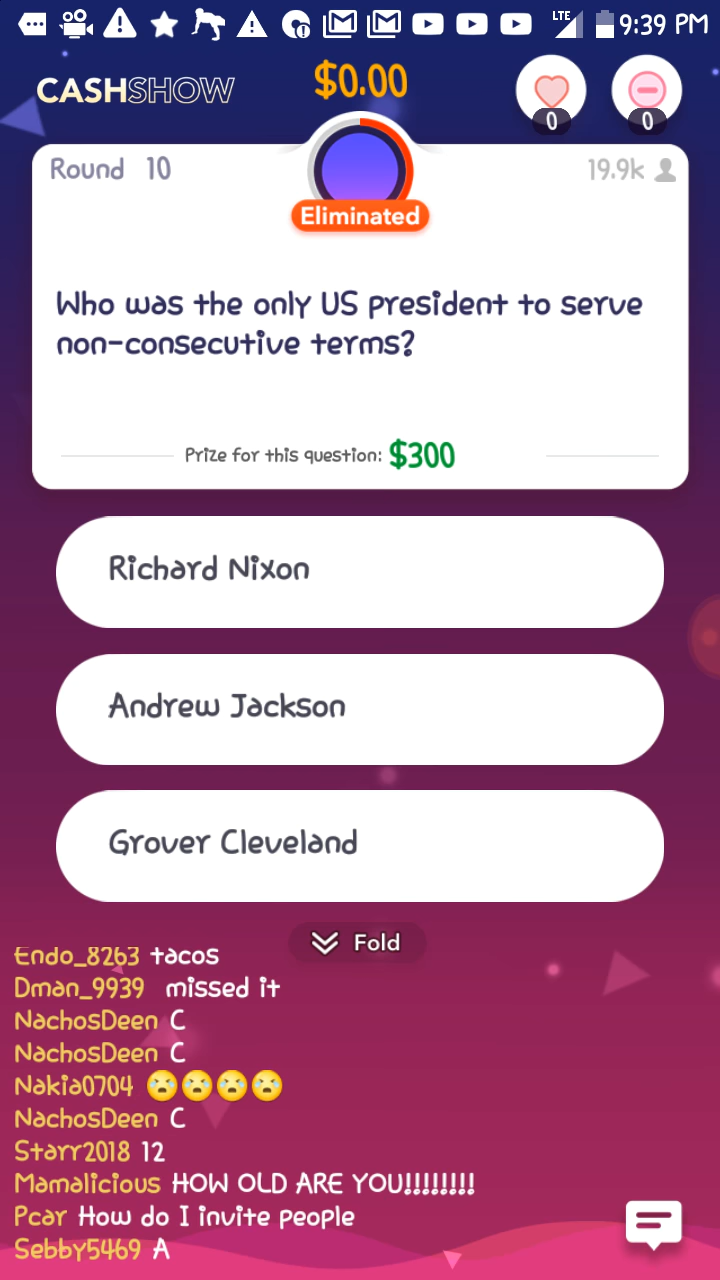 LTE 9:39 PM
CASHSHOW $0.00
0 0
Round 10 19.9k
Eliminated
Who was the only US president to serve
non-consecutive terms?
Prize for this question: $300
Richard Nixon
Andrew Jackson
Grover Cleveland
Fold
Endo_8263 tacos
Dman_9939 missed it
NachosDeen C
NachosDeen C
Nakia0704 😭😭😭😭
NachosDeen C
Starr2018 12
Mamalicious HOW OLD ARE YOU!!!!!!!!
Pcar How do I invite people
Sebby5469 A